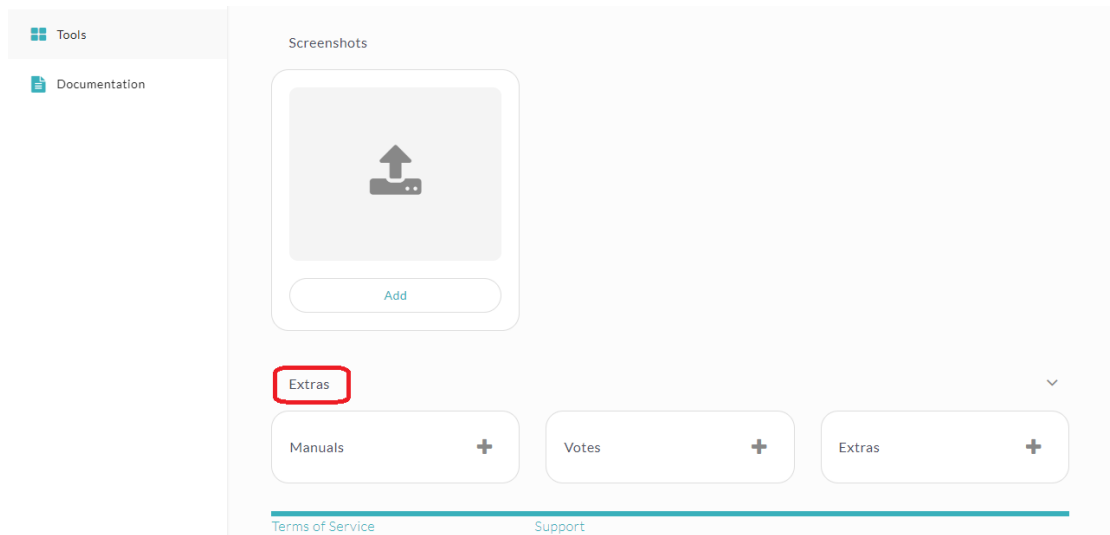 Tools
Documentation
Screenshots
Add
Extras
Manuals
Votes
Extras
Terms of Service
Support